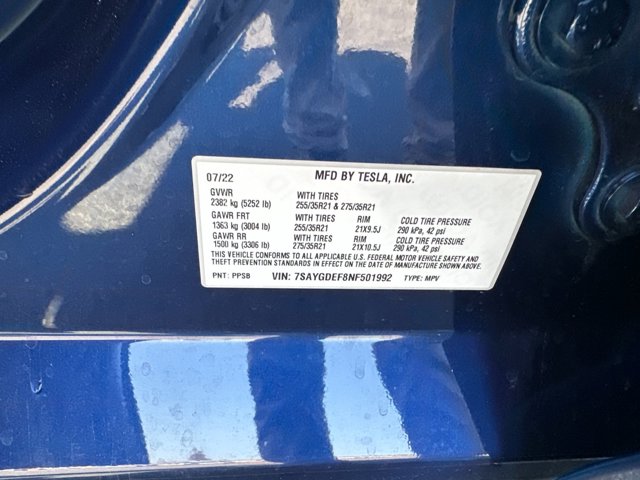 07/22 MFD BY TESLA, INC.
GVWR WITH TIRES
2382 kg (5252 lb) 255/35R21 & 275/35R21
GAWR FRT WITH TIRES RIM COLD TIRE PRESSURE
1363 kg (3004 lb) 255/35R21 21X9.5J 290 kPa, 42 psi
GAWR RR WITH TIRES RIM COLD TIRE PRESSURE
1500 kg (3306 lb) 275/35R21 21X10.5J 290 kPa, 42 psi
THIS VEHICLE CONFORMS TO ALL APPLICABLE U.S. FEDERAL MOTOR VEHICLE SAFETY AND
THEFT PREVENTION STANDARDS IN EFFECT ON THE DATE OF MANUFACTURE SHOWN ABOVE.
PNT: PPSB VIN: 7SAYGDEF8NF501992 TYPE: MPV